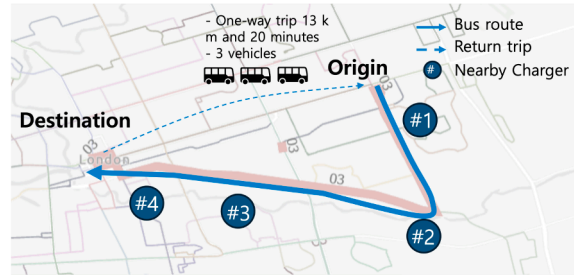 - One-way trip 13 k
m and 20 minutes
- 3 vehicles
Bus route
Return trip
# Nearby Charger
Origin
03
#1
Destination
03
London
03
03
#4
#3
#2